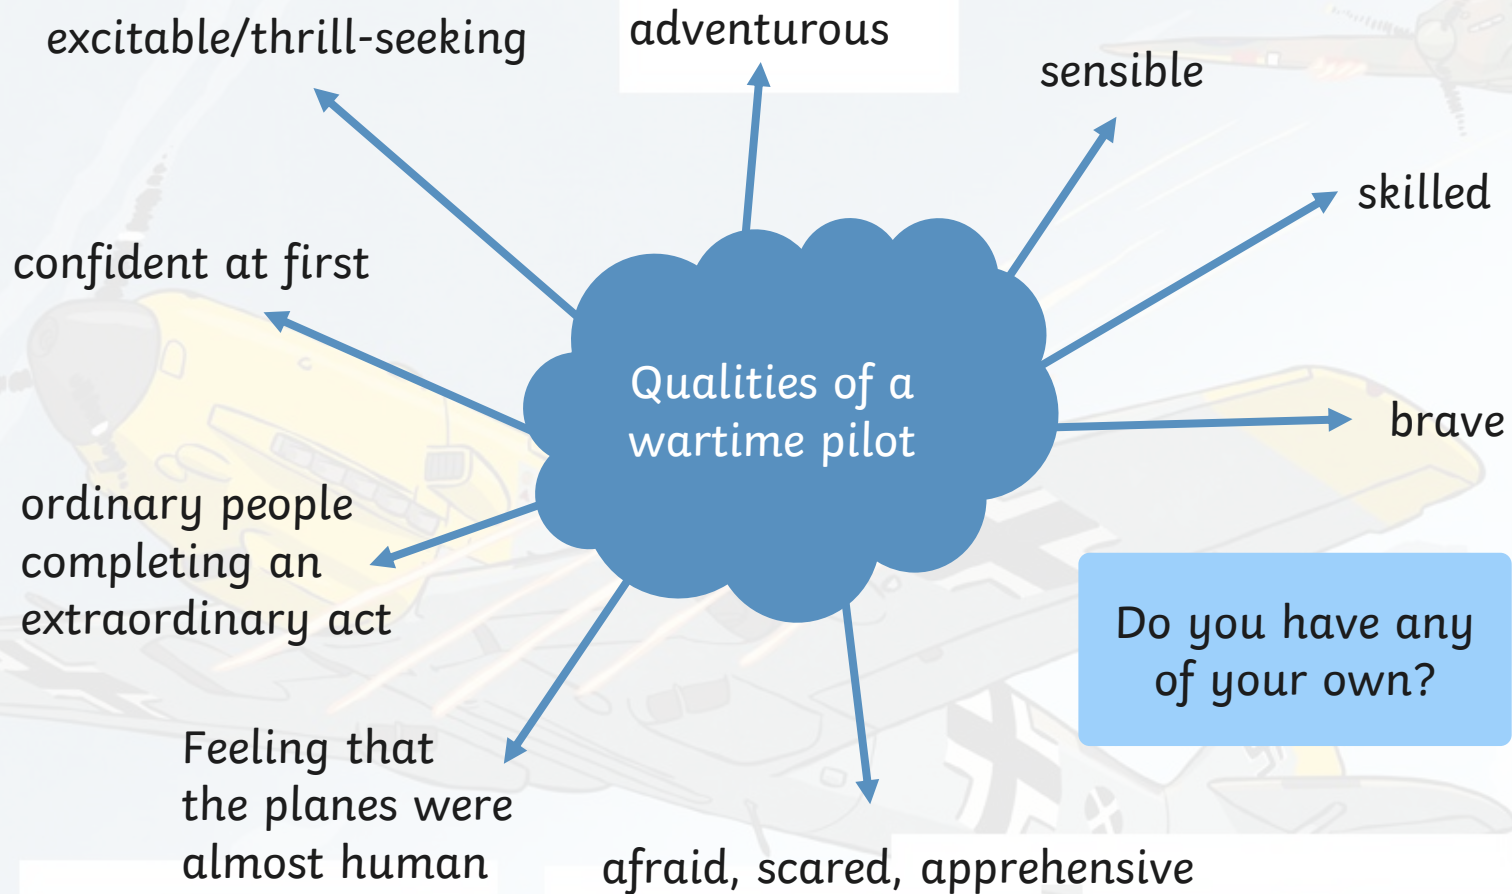 excitable/thrill-seeking
adventurous
sensible
skilled
confident at first
Qualities of a
wartime pilot
brave
ordinary people
completing an
extraordinary act
Do you have any
of your own?
Feeling that
the planes were
almost human
afraid, scared, apprehensive